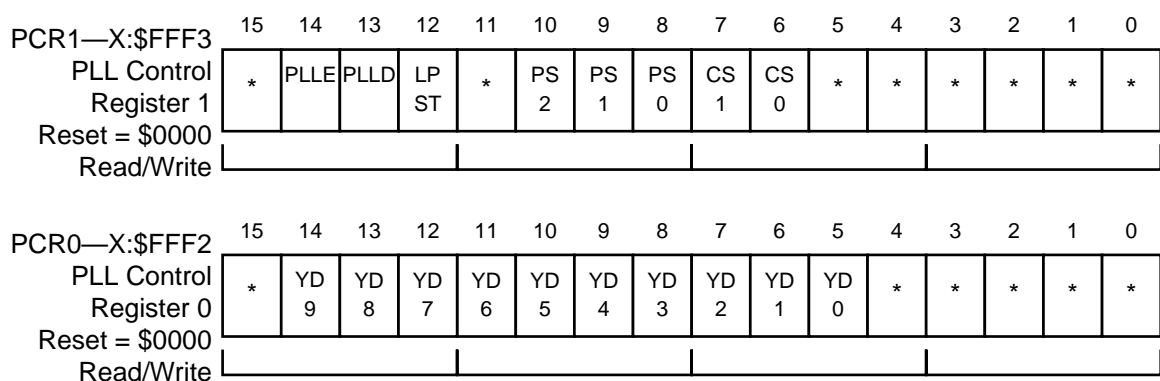 PCR1—X:$FFF3 15 14 13 12 11 10 9 8 7 6 5 4 3 2 1 0
PLL Control
Register 1
Reset = $0000
Read/Write
* PLLE PLLD LP ST * PS 2 PS 1 PS 0 CS 1 CS 0 * * * * * *
PCR0—X:$FFF2 15 14 13 12 11 10 9 8 7 6 5 4 3 2 1 0
PLL Control
Register 0
Reset = $0000
Read/Write
* YD 9 YD 8 YD 7 YD 6 YD 5 YD 4 YD 3 YD 2 YD 1 YD 0 * * * * *